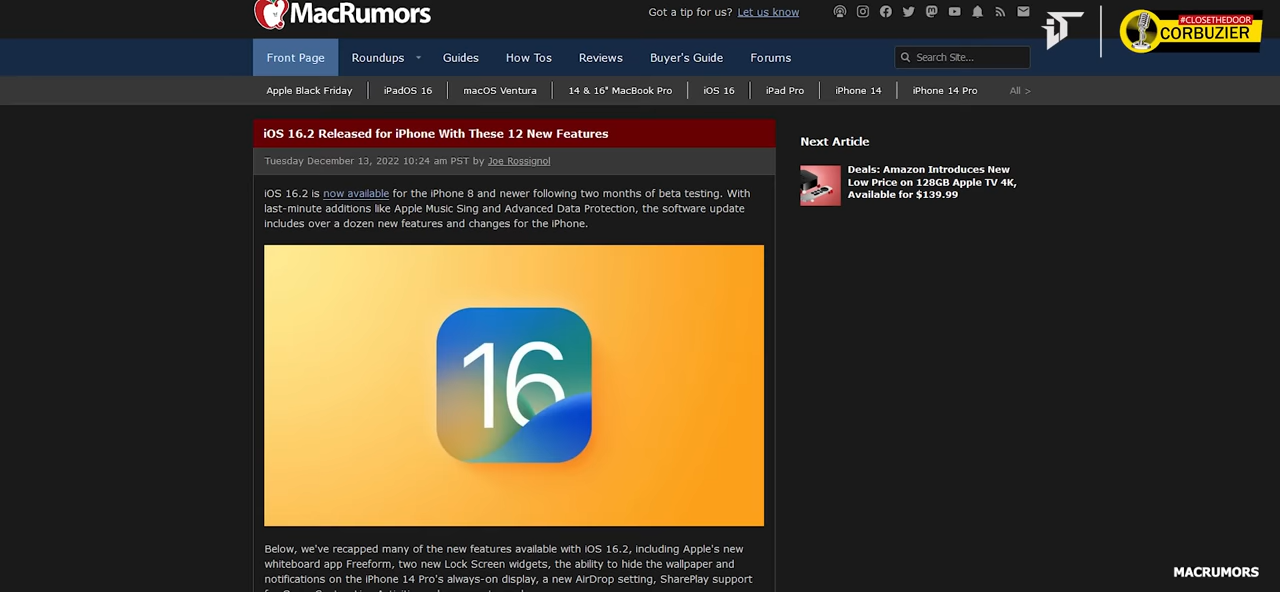 MacRumors
Got a tip for us? Let us know
#CLOSETHEDOOR
CORBUZIER
Front Page Roundups Guides How Tos Reviews Buyer's Guide Forums Search Site...
Apple Black Friday iPadOS 16 macOS Ventura 14 & 16" MacBook Pro iOS 16 iPad Pro iPhone 14 iPhone 14 Pro All >
iOS 16.2 Released for iPhone With These 12 New Features
Tuesday December 13, 2022 10:24 am PST by Joe Rossignol
iOS 16.2 is now available for the iPhone 8 and newer following two months of beta testing. With
last-minute additions like Apple Music Sing and Advanced Data Protection, the software update
includes over a dozen new features and changes for the iPhone.
16
Below, we've recapped many of the new features available with iOS 16.2, including Apple's new
whiteboard app Freeform, two new Lock Screen widgets, the ability to hide the wallpaper and
notifications on the iPhone 14 Pro's always-on display, a new AirDrop setting, SharePlay support
Next Article
Deals: Amazon Introduces New
Low Price on 128GB Apple TV 4K,
Available for $139.99
MACRUMORS